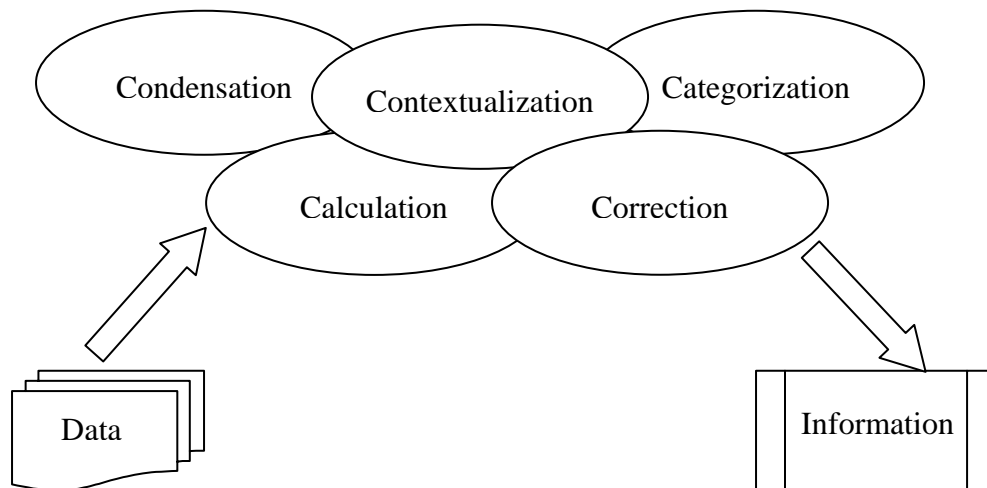 Condensation
Contextualization
Categorization
Calculation
Correction
Data
Information